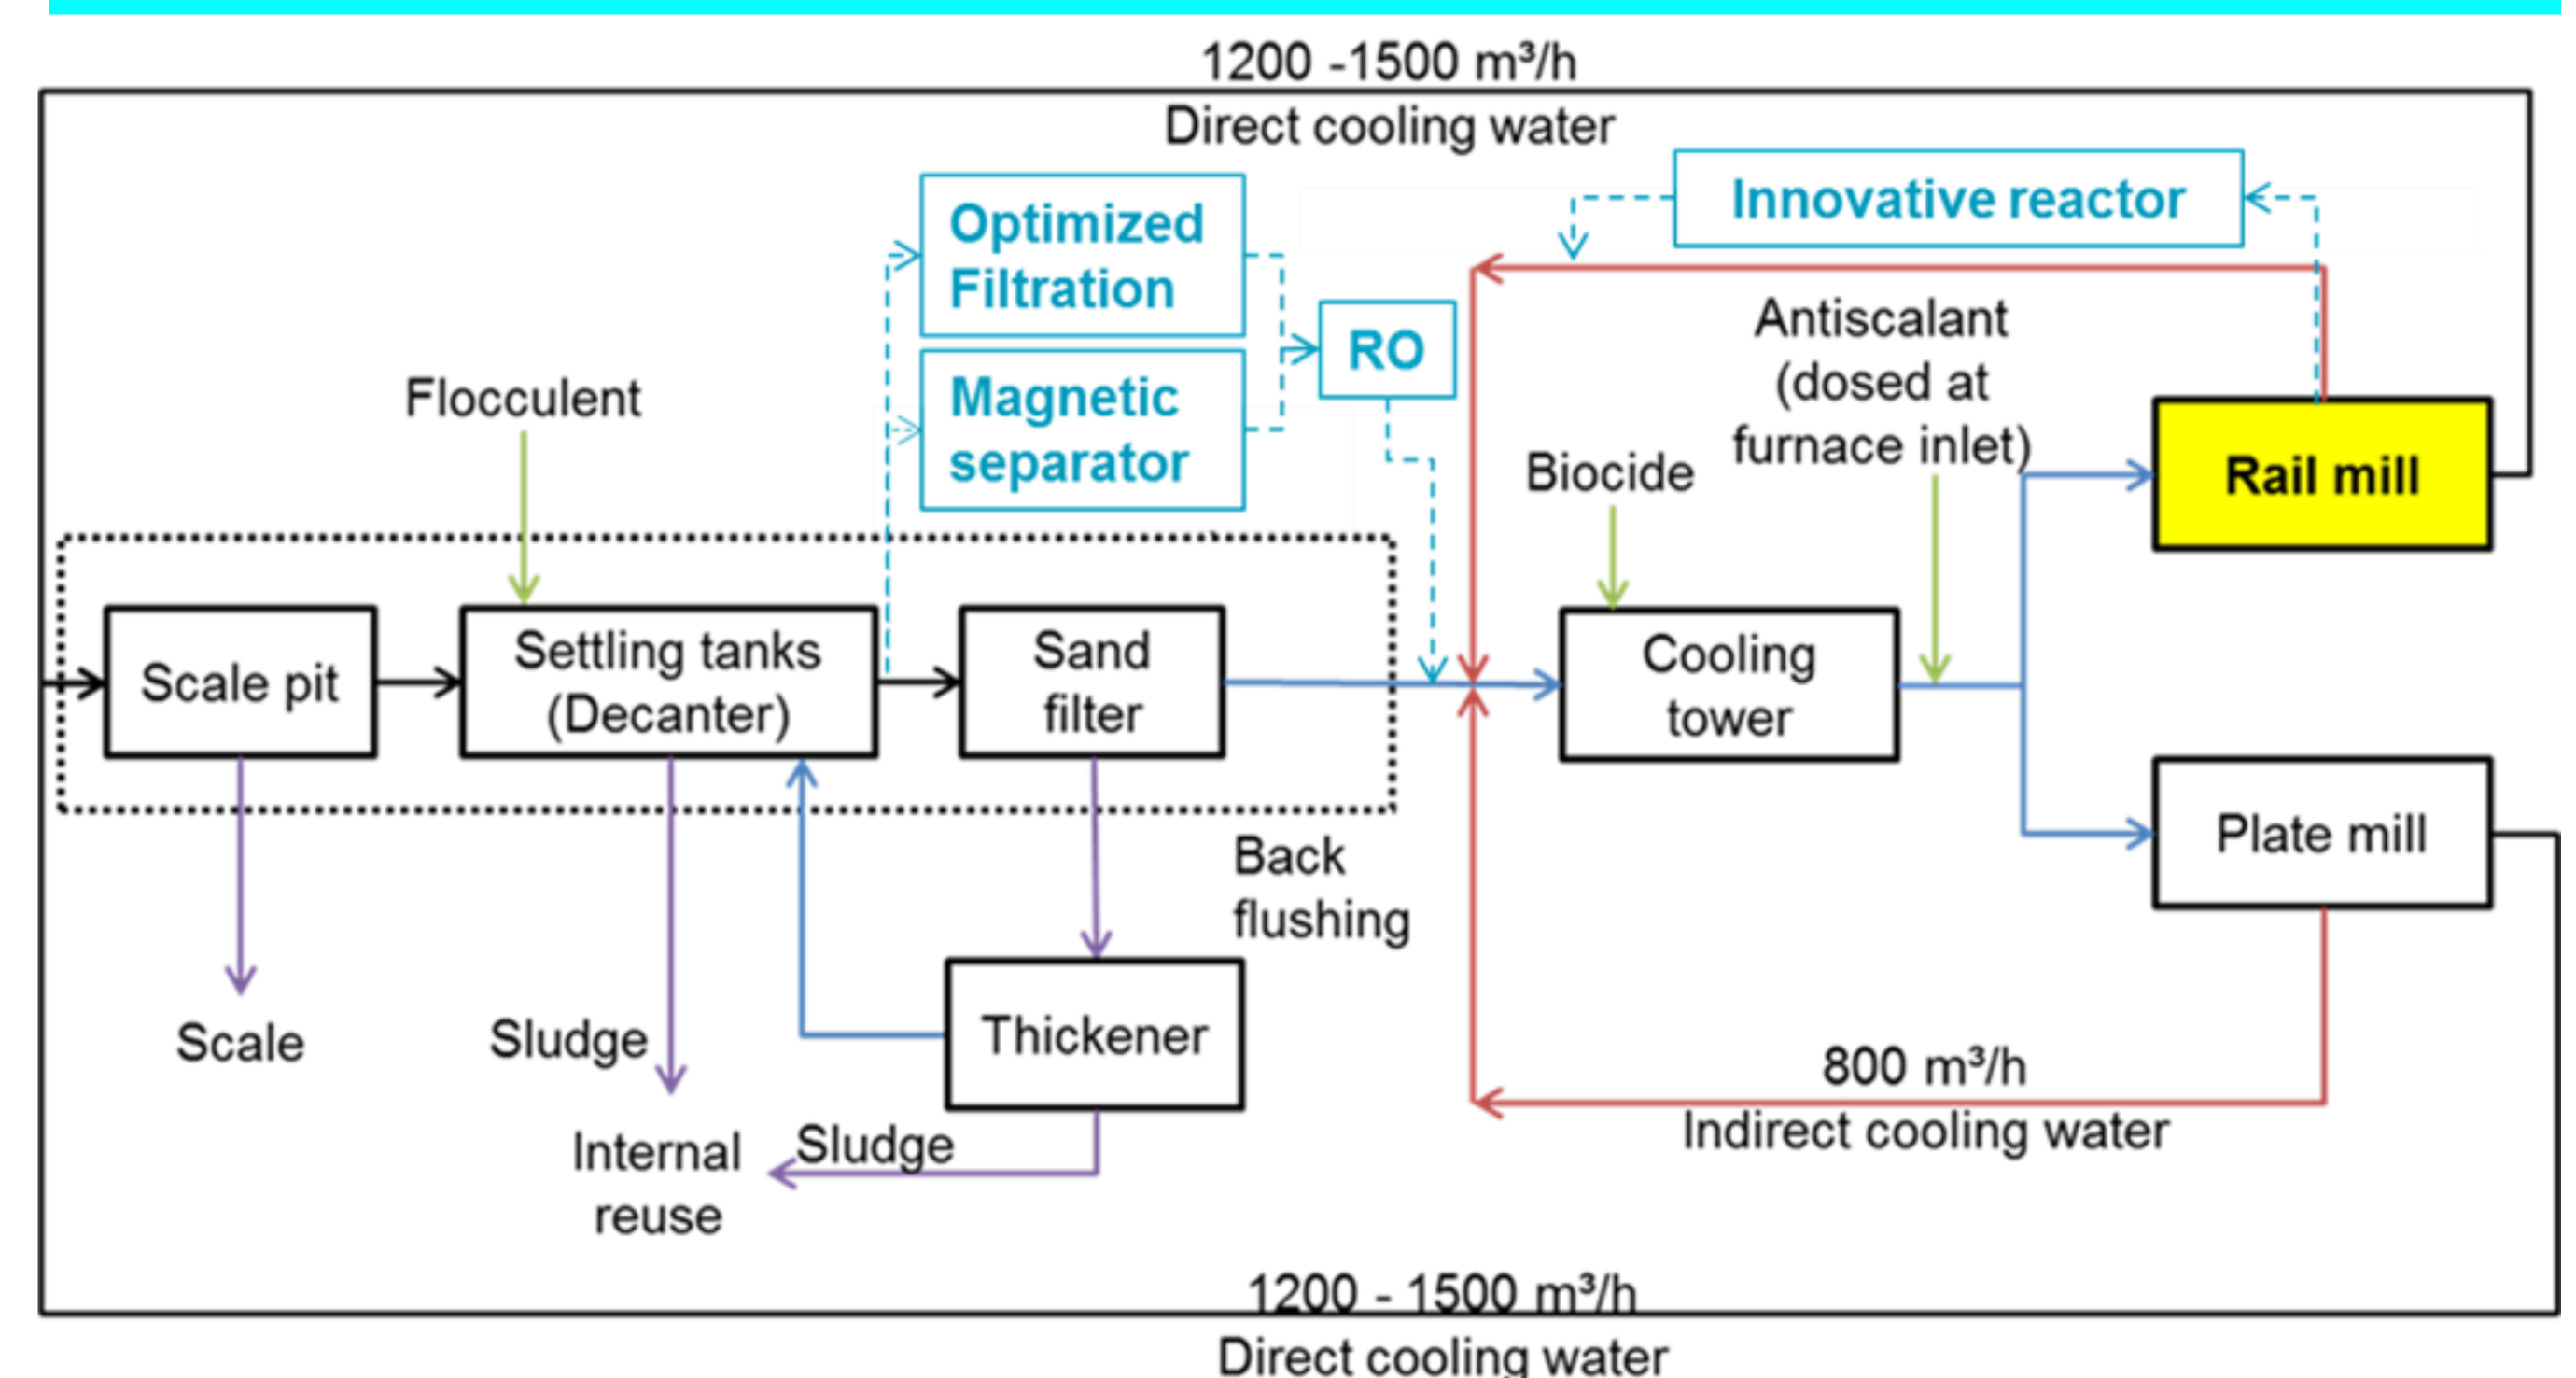 1200 -1500 m³/h
Direct cooling water
Innovative reactor
Optimized
Filtration
Antiscalant
(dosed at
furnace inlet)
RO
Magnetic
separator
Flocculent
Biocide
Rail mill
Scale pit
Settling tanks
(Decanter)
Sand
filter
Cooling
tower
Plate mill
Back
flushing
Thickener
Scale
Sludge
Internal
reuse
Sludge
800 m³/h
Indirect cooling water
1200 - 1500 m³/h
Direct cooling water